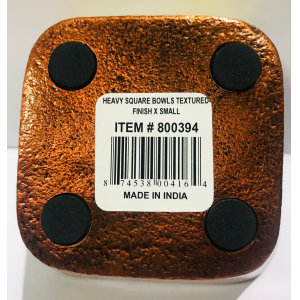 HEAVY SQUARE BOWLS TEXTURED
FINISH X SMALL
ITEM # 800394
8 74538 00416 4
MADE IN INDIA